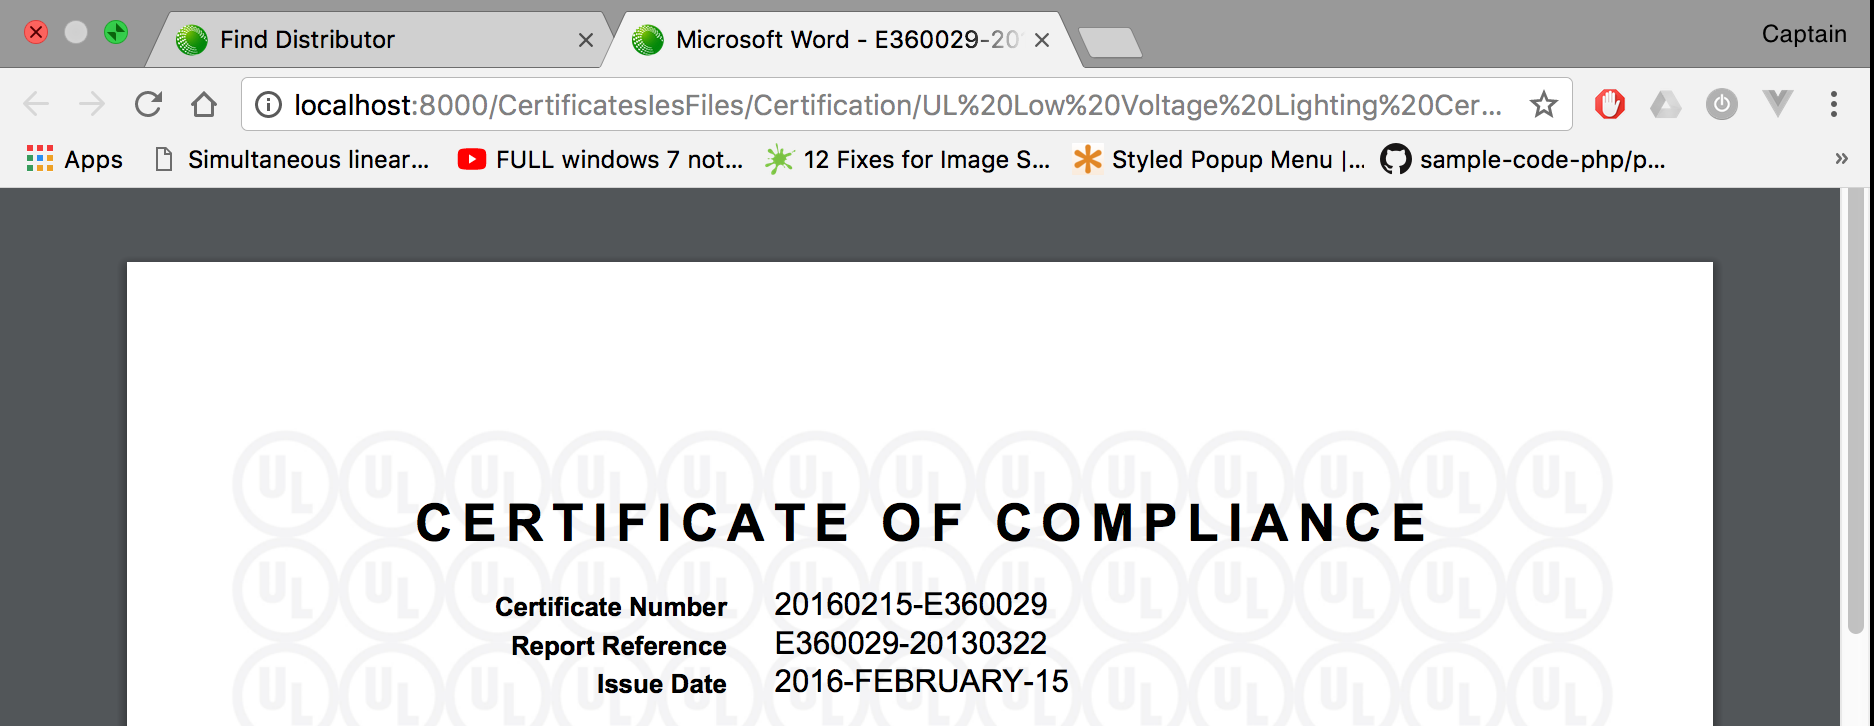 Find Distributor
Microsoft Word - E360029-20
Captain
localhost:8000/CertificatesIesFiles/Certification/UL%20Low%20Voltage%20Lighting%20Cer...
Apps
Simultaneous linear...
FULL windows 7 not...
12 Fixes for Image S...
Styled Popup Menu |...
sample-code-php/p...
»
CERTIFICATE OF COMPLIANCE
Certificate Number 20160215-E360029
Report Reference E360029-20130322
Issue Date 2016-FEBRUARY-15